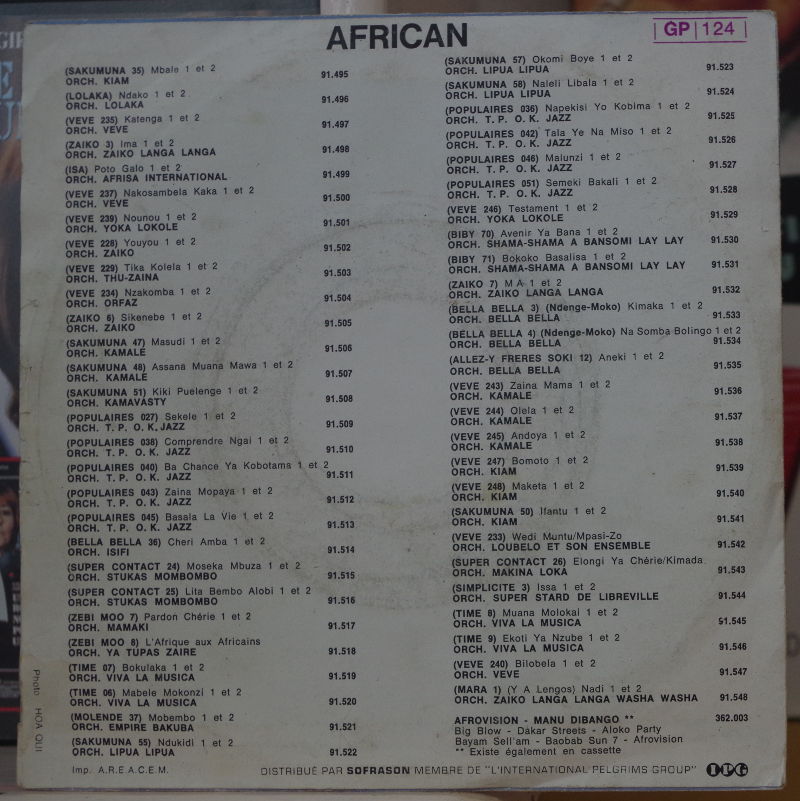 AFRICAN
GP 124
(SAKUMUNA 35) Mbale 1 et 2
ORCH. KIAM 91.495
(LOLAKA) Ndako 1 et 2
ORCH. LOLAKA 91.496
(VEVE 235) Katenga 1 et 2
ORCH. VEVE 91.497
(ZAIKO 3) Ima 1 et 2
ORCH. ZAIKO LANGA LANGA 91.498
(ISA) Poto Galo 1 et 2
ORCH. AFRISA INTERNATIONAL 91.499
(VEVE 237) Nakosambela Kaka 1 et 2
ORCH. VEVE 91.500
(VEVE 239) Nounou 1 et 2
ORCH. YOKA LOKOLE 91.501
(VEVE 228) Youyou 1 et 2
ORCH. ZAIKO 91.502
(VEVE 229) Tika Kolela 1 et 2
ORCH. THU-ZAINA 91.503
(VEVE 234) Nzakomba 1 et 2
ORCH. ORFAZ 91.504
(ZAIKO 6) Sikenebe 1 et 2
ORCH. ZAIKO 91.505
(SAKUMUNA 47) Masudi 1 et 2
ORCH. KAMALE 91.506
(SAKUMUNA 48) Assana Muana Mawa 1 et 2
ORCH. KAMALE 91.507
(SAKUMUNA 51) Kiki Puelenge 1 et 2
ORCH. KAMAVASTY 91.508
(POPULAIRES 027) Sekele 1 et 2
ORCH. T. P. O. K. JAZZ 91.509
(POPULAIRES 038) Comprendre Ngai 1 et 2
ORCH. T. P. O. K. JAZZ 91.510
(POPULAIRES 040) Ba Chance Ya Kobotama 1 et 2
ORCH. T. P. O. K. JAZZ 91.511
(POPULAIRES 043) Zaina Mopaya 1 et 2
ORCH. T. P. O. K. JAZZ 91.512
(POPULAIRES 045) Basala La Vie 1 et 2
ORCH. T. P. O. K. JAZZ 91.513
(BELLA BELLA 36) Cheri Amba 1 et 2
ORCH. ISIFI 91.514
(SUPER CONTACT 24) Moseka Mbuza 1 et 2
ORCH. STUKAS MOMBOMBO 91.515
(SUPER CONTACT 25) Lita Bembo Alobi 1 et 2
ORCH. STUKAS MOMBOMBO 91.516
(ZEBI MOO 7) Pardon Chérie 1 et 2
ORCH. MAMAKI 91.517
(ZEBI MOO 8) L'Afrique aux Africains
ORCH. YA TUPAS ZAIRE 91.518
(TIME 07) Bokulaka 1 et 2
ORCH. VIVA LA MUSICA 91.519
(TIME 06) Mabele Mokonzi 1 et 2
ORCH. VIVA LA MUSICA 91.520
(MOLENDE 37) Mobembo 1 et 2
ORCH. EMPIRE BAKUBA 91.521
(SAKUMUNA 55) Ndukidi 1 et 2
ORCH. LIPUA LIPUA 91.522
(SAKUMUNA 57) Okomi Boye 1 et 2
ORCH. LIPUA LIPUA 91.523
(SAKUMUNA 58) Naleli Libala 1 et 2
ORCH. LIPUA LIPUA 91.524
(POPULAIRES 036) Napekisi Yo Kobima 1 et 2
ORCH. T. P. O. K. JAZZ 91.525
(POPULAIRES 042) Tala Ye Na Miso 1 et 2
ORCH. T. P. O. K. JAZZ 91.526
(POPULAIRES 046) Malunzi 1 et 2
ORCH. T. P. O. K. JAZZ 91.527
(POPULAIRES 051) Semeki Bakali 1 et 2
ORCH. T. P. O. K. JAZZ 91.528
(VEVE 246) Testament 1 et 2
ORCH. YOKA LOKOLE 91.529
(BIBY 70) Avenir Ya Bana 1 et 2
ORCH. SHAMA-SHAMA A BANSOMI LAY LAY 91.530
(BIBY 71) Bokoko Basalisa 1 et 2
ORCH. SHAMA-SHAMA A BANSOMI LAY LAY 91.531
(ZAIKO 7) M A 1 et 2
ORCH. ZAIKO LANGA LANGA 91.532
(BELLA BELLA 3) (Ndenge-Moko) Kimaka 1 et 2
ORCH. BELLA BELLA 91.533
(BELLA BELLA 4) (Ndenge-Moko) Na Somba Bolingo 1 et 2
ORCH. BELLA BELLA 91.534
(ALLEZ-Y FRERES SOKI 12) Aneki 1 et 2
ORCH. BELLA BELLA 91.535
(VEVE 243) Zaina Mama 1 et 2
ORCH. KAMALE 91.536
(VEVE 244) Olela 1 et 2
ORCH. KAMALE 91.537
(VEVE 245) Andoya 1 et 2
ORCH. KAMALE 91.538
(VEVE 247) Bomoto 1 et 2
ORCH. KIAM 91.539
(VEVE 248) Maketa 1 et 2
ORCH. KIAM 91.540
(SAKUMUNA 50) Ifantu 1 et 2
ORCH. KIAM 91.541
(VEVE 233) Wedi Muntu/Mpasi-Zo
ORCH. LOUBELO ET SON ENSEMBLE 91.542
(SUPER CONTACT 26) Elongi Ya Chérie/Kimada
ORCH. MAKINA LOKA 91.543
(SIMPLICITE 3) Issa 1 et 2
ORCH. SUPER STARD DE LIBREVILLE 91.544
(TIME 8) Muana Molokai 1 et 2
ORCH. VIVA LA MUSICA 91.545
(TIME 9) Ekoti Ya Nzube 1 et 2
ORCH. VIVA LA MUSICA 91.546
(VEVE 240) Bilobela 1 et 2
ORCH. VEVE 91.547
(MARA 1) (Y A Lengos) Nadi 1 et 2
ORCH. ZAIKO LANGA LANGA WASHA WASHA 91.548
AFROVISION - MANU DIBANGO ** 362.003
Big Blow - Dakar Streets - Aloko Party
Bayam Sell'am - Baobab Sun 7 - Afrovision
** Existe également en cassette
Photo HOA QUI
Imp. A.R.E.A.C.E.M.
DISTRIBUÉ PAR SOFRASON MEMBRE DE "L'INTERNATIONAL PELGRIMS GROUP" IPG